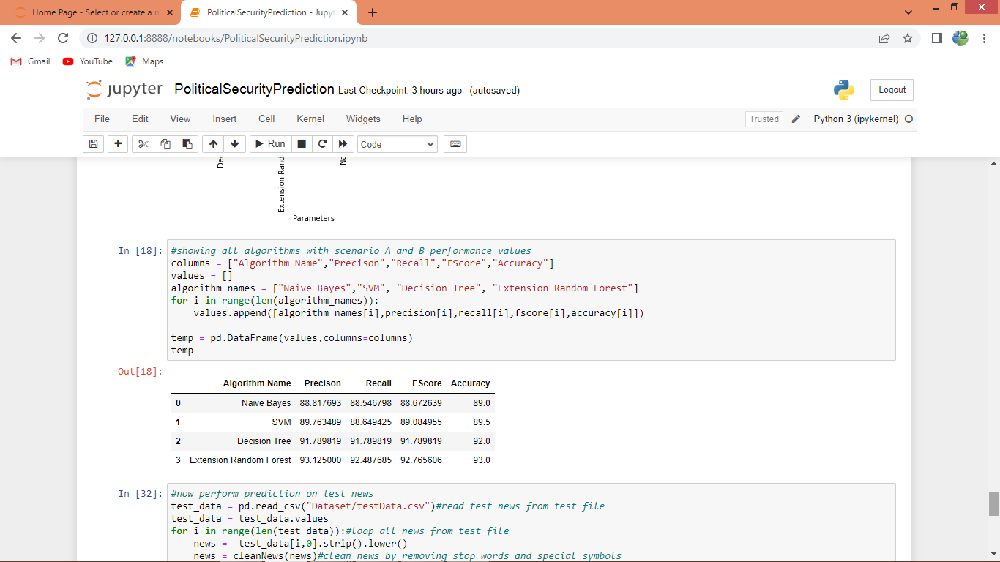 Home Page - Select or create a n
PoliticalSecurityPrediction - Jupyt
127.0.0.1:8888/notebooks/PoliticalSecurityPrediction.ipynb
Gmail YouTube Maps
jupyter PoliticalSecurityPrediction Last Checkpoint: 3 hours ago (autosaved)
Logout
File Edit View Insert Cell Kernel Widgets Help
Trusted
Python 3 (ipykernel)
Run
Code
Dec
Extension Rand
Na
Parameters
In [18]:
#showing all algorithms with scenario A and B performance values
columns = ["Algorithm Name","Precison","Recall","FScore","Accuracy"]
values = []
algorithm_names = ["Naive Bayes","SVM", "Decision Tree", "Extension Random Forest"]
for i in range(len(algorithm_names)):
    values.append([algorithm_names[i],precision[i],recall[i],fscore[i],accuracy[i]])
temp = pd.DataFrame(values,columns=columns)
temp
Out[18]:
Algorithm Name Precison Recall FScore Accuracy
0 Naive Bayes 88.817693 88.546798 88.672639 89.0
1 SVM 89.763489 88.649425 89.084955 89.5
2 Decision Tree 91.789819 91.789819 91.789819 92.0
3 Extension Random Forest 93.125000 92.487685 92.765606 93.0
In [32]:
#now perform prediction on test news
test_data = pd.read_csv("Dataset/testData.csv")#read test news from test file
test_data = test_data.values
for i in range(len(test_data)):#loop all news from test file
    news =  test_data[i,0].strip().lower()
    news = cleanNews(news)#clean news by removing stop words and special symbols